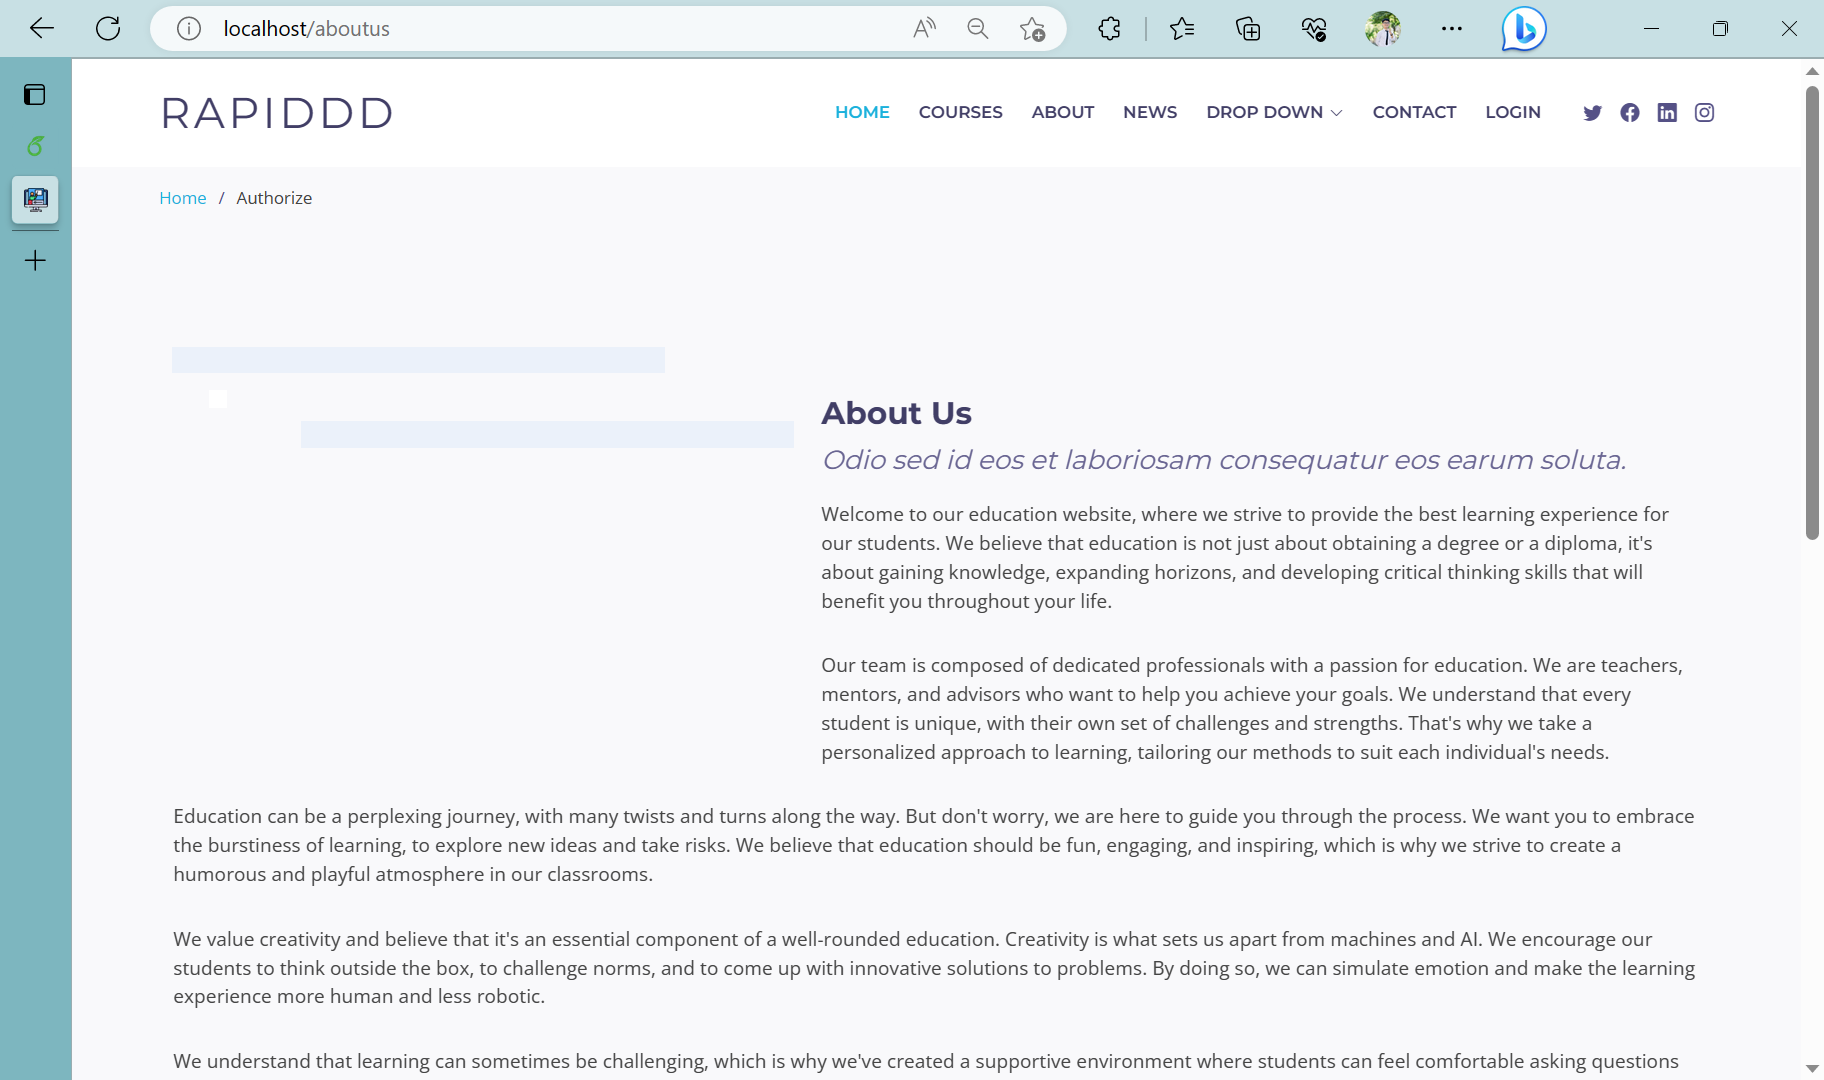 localhost/aboutus
RAPIDDD
HOME COURSES ABOUT NEWS DROP DOWN CONTACT LOGIN
Home / Authorize
About Us
Odio sed id eos et laboriosam consequatur eos earum soluta.
Welcome to our education website, where we strive to provide the best learning experience for
our students. We believe that education is not just about obtaining a degree or a diploma, it's
about gaining knowledge, expanding horizons, and developing critical thinking skills that will
benefit you throughout your life.
Our team is composed of dedicated professionals with a passion for education. We are teachers,
mentors, and advisors who want to help you achieve your goals. We understand that every
student is unique, with their own set of challenges and strengths. That's why we take a
personalized approach to learning, tailoring our methods to suit each individual's needs.
Education can be a perplexing journey, with many twists and turns along the way. But don't worry, we are here to guide you through the process. We want you to embrace
the burstiness of learning, to explore new ideas and take risks. We believe that education should be fun, engaging, and inspiring, which is why we strive to create a
humorous and playful atmosphere in our classrooms.
We value creativity and believe that it's an essential component of a well-rounded education. Creativity is what sets us apart from machines and AI. We encourage our
students to think outside the box, to challenge norms, and to come up with innovative solutions to problems. By doing so, we can simulate emotion and make the learning
experience more human and less robotic.
We understand that learning can sometimes be challenging, which is why we've created a supportive environment where students can feel comfortable asking questions